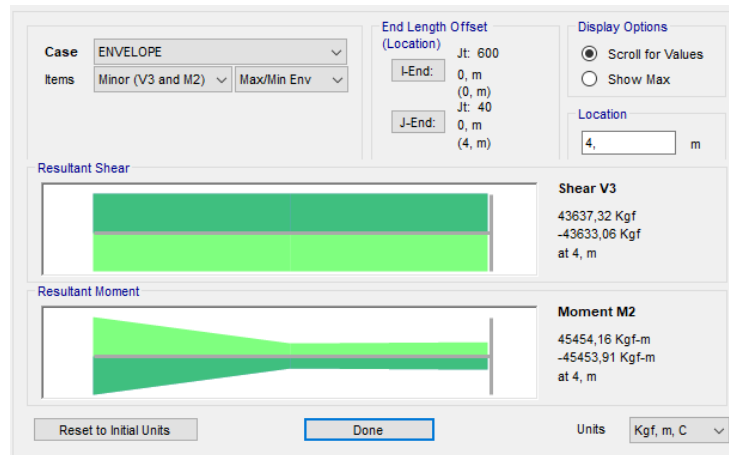 Case ENVELOPE
Items Minor (V3 and M2) Max/Min Env
End Length Offset
(Location)
Jt: 600
I-End: 0, m
(0, m)
Jt: 40
J-End: 0, m
(4, m)
Display Options
Scroll for Values
Show Max
Location
4, m
Resultant Shear
Shear V3
43637,32 Kgf
-43633,06 Kgf
at 4, m
Resultant Moment
Moment M2
45454,16 Kgf-m
-45453,91 Kgf-m
at 4, m
Reset to Initial Units Done Units Kgf, m, C